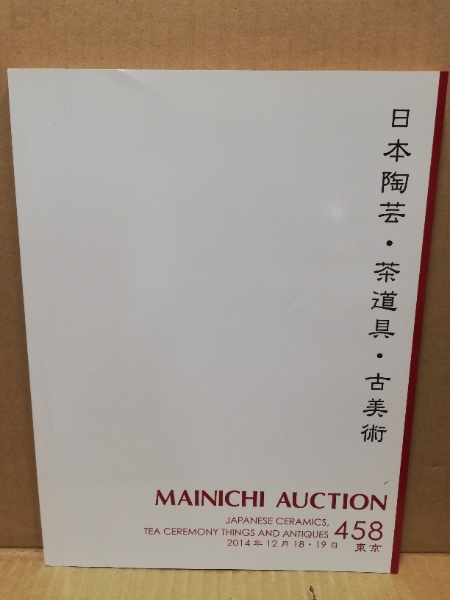 日本陶芸・茶道具・古美術
MAINICHI AUCTION
JAPANESE CERAMICS,
TEA CEREMONY THINGS AND ANTIQUES 458
2014年12月18・19日 東京